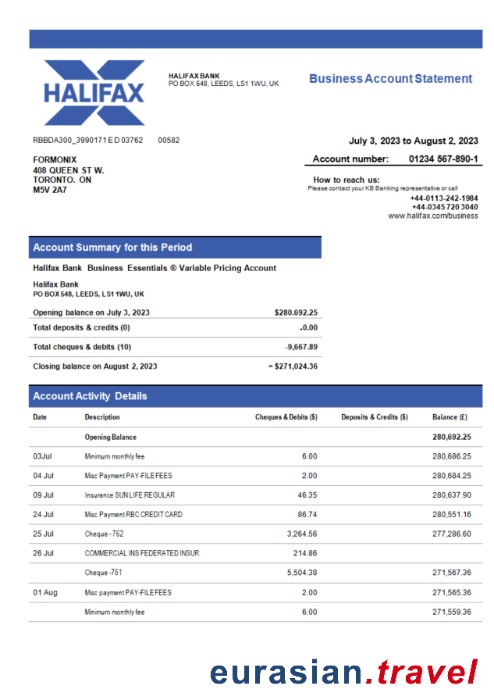 HALIFAX
HALIFAX BANK
PO BOX 548, LEEDS, LS1 1WU, UK
Business Account Statement
RBBDA300_3990171 E D 03762 00582
July 3, 2023 to August 2, 2023
FORMONIX
408 QUEEN ST W.
TORONTO. ON
M5V 2A7
Account number: 01234 567-890-1
How to reach us:
Please contact your KB Banking representative or call
+44-0113-242-1984
+44-0345 720 3040
www.halifax.com/business
Account Summary for this Period
Halifax Bank Business Essentials ® Variable Pricing Account
Halifax Bank
PO BOX 548, LEEDS, LS1 1WU, UK
Opening balance on July 3, 2023 $280.692.25
Total deposits & credits (0) -0.00
Total cheques & debits (10) -9,667.89
Closing balance on August 2, 2023 ~ $271,024.36
Account Activity Details
Date Description Cheques & Debits ($) Deposits & Credits ($) Balance (£)
Opening Balance 280,692.25
03Jul Minimum monthly fee 6.00 280,686.25
04 Jul Misc Payment PAY-FILE FEES 2.00 280,684.25
09 Jul Insurance SUN LIFE REGULAR 46.35 280,637.90
24 Jul Misc Payment RBC CREDIT CARD 86.74 280,551.16
25 Jul Cheque -762 3,264.56 277,286.60
26 Jul COMMERCIAL INS FEDERATED INSUR 214.86
Cheque -761 5,504.38 271,567.36
01 Aug Misc payment PAY-FILE FEES 2.00 271,565.36
Minimum monthly fee 6.00 271,559.36
eurasian.travel